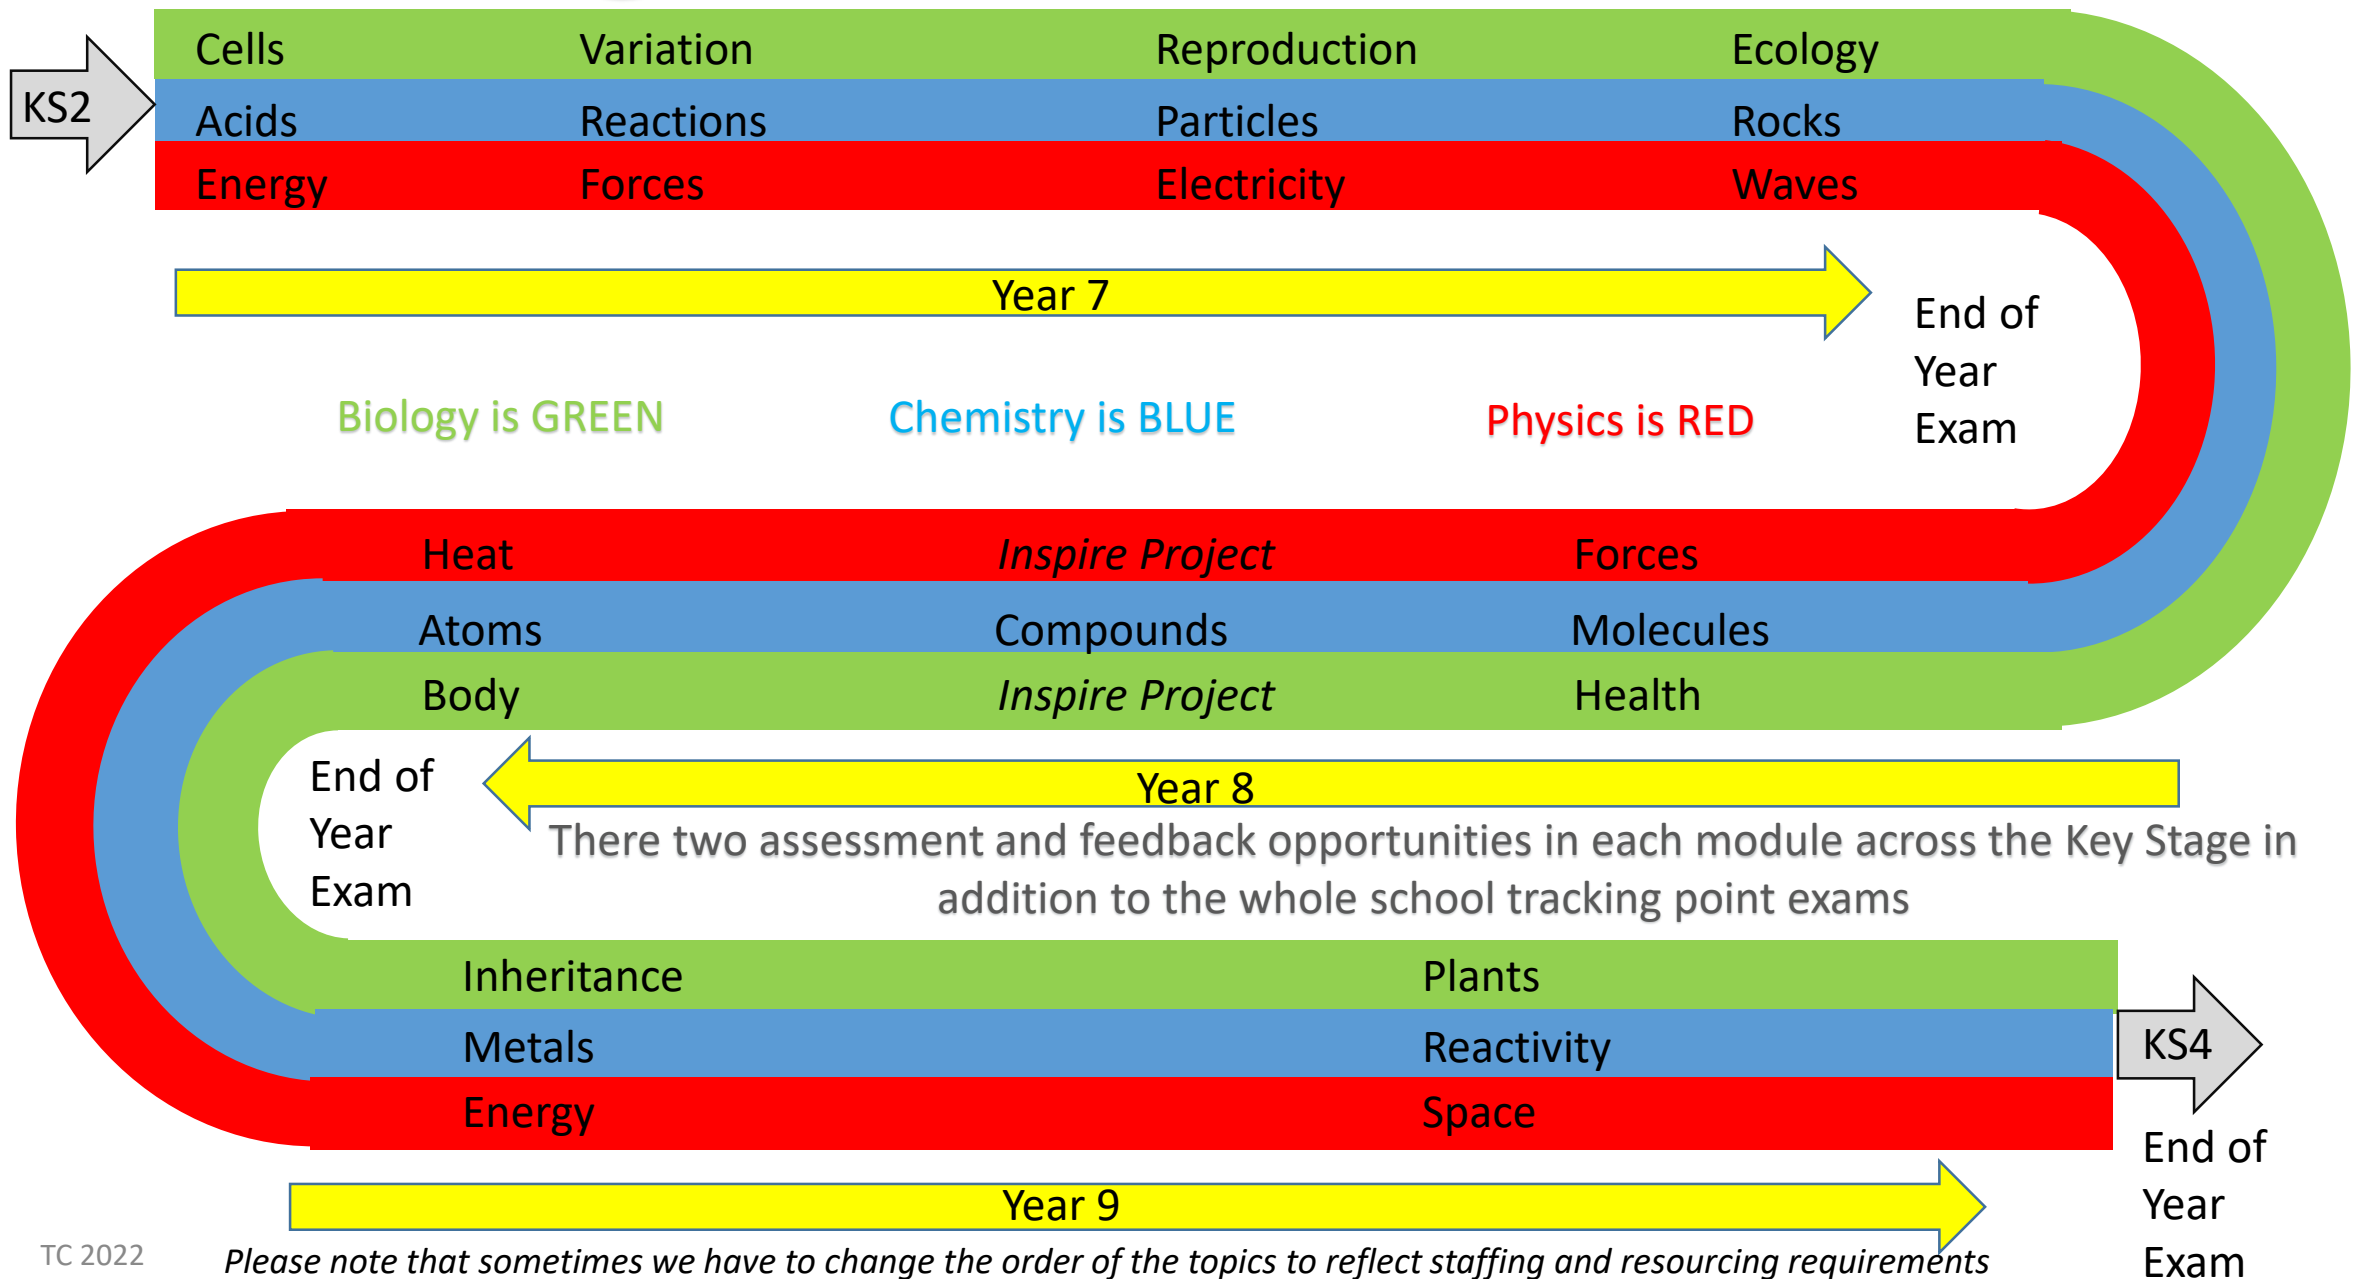 Cells Variation Reproduction Ecology
KS2
Acids Reactions Particles Rocks
Energy Forces Electricity Waves
Year 7
End of
Year
Exam
Biology is GREEN Chemistry is BLUE Physics is RED
Heat Inspire Project Forces
Atoms Compounds Molecules
Body Inspire Project Health
End of
Year
Exam
Year 8
There two assessment and feedback opportunities in each module across the Key Stage in
addition to the whole school tracking point exams
Inheritance Plants
Metals Reactivity
KS4
Energy Space
End of
Year
Exam
Year 9
TC 2022
Please note that sometimes we have to change the order of the topics to reflect staffing and resourcing requirements